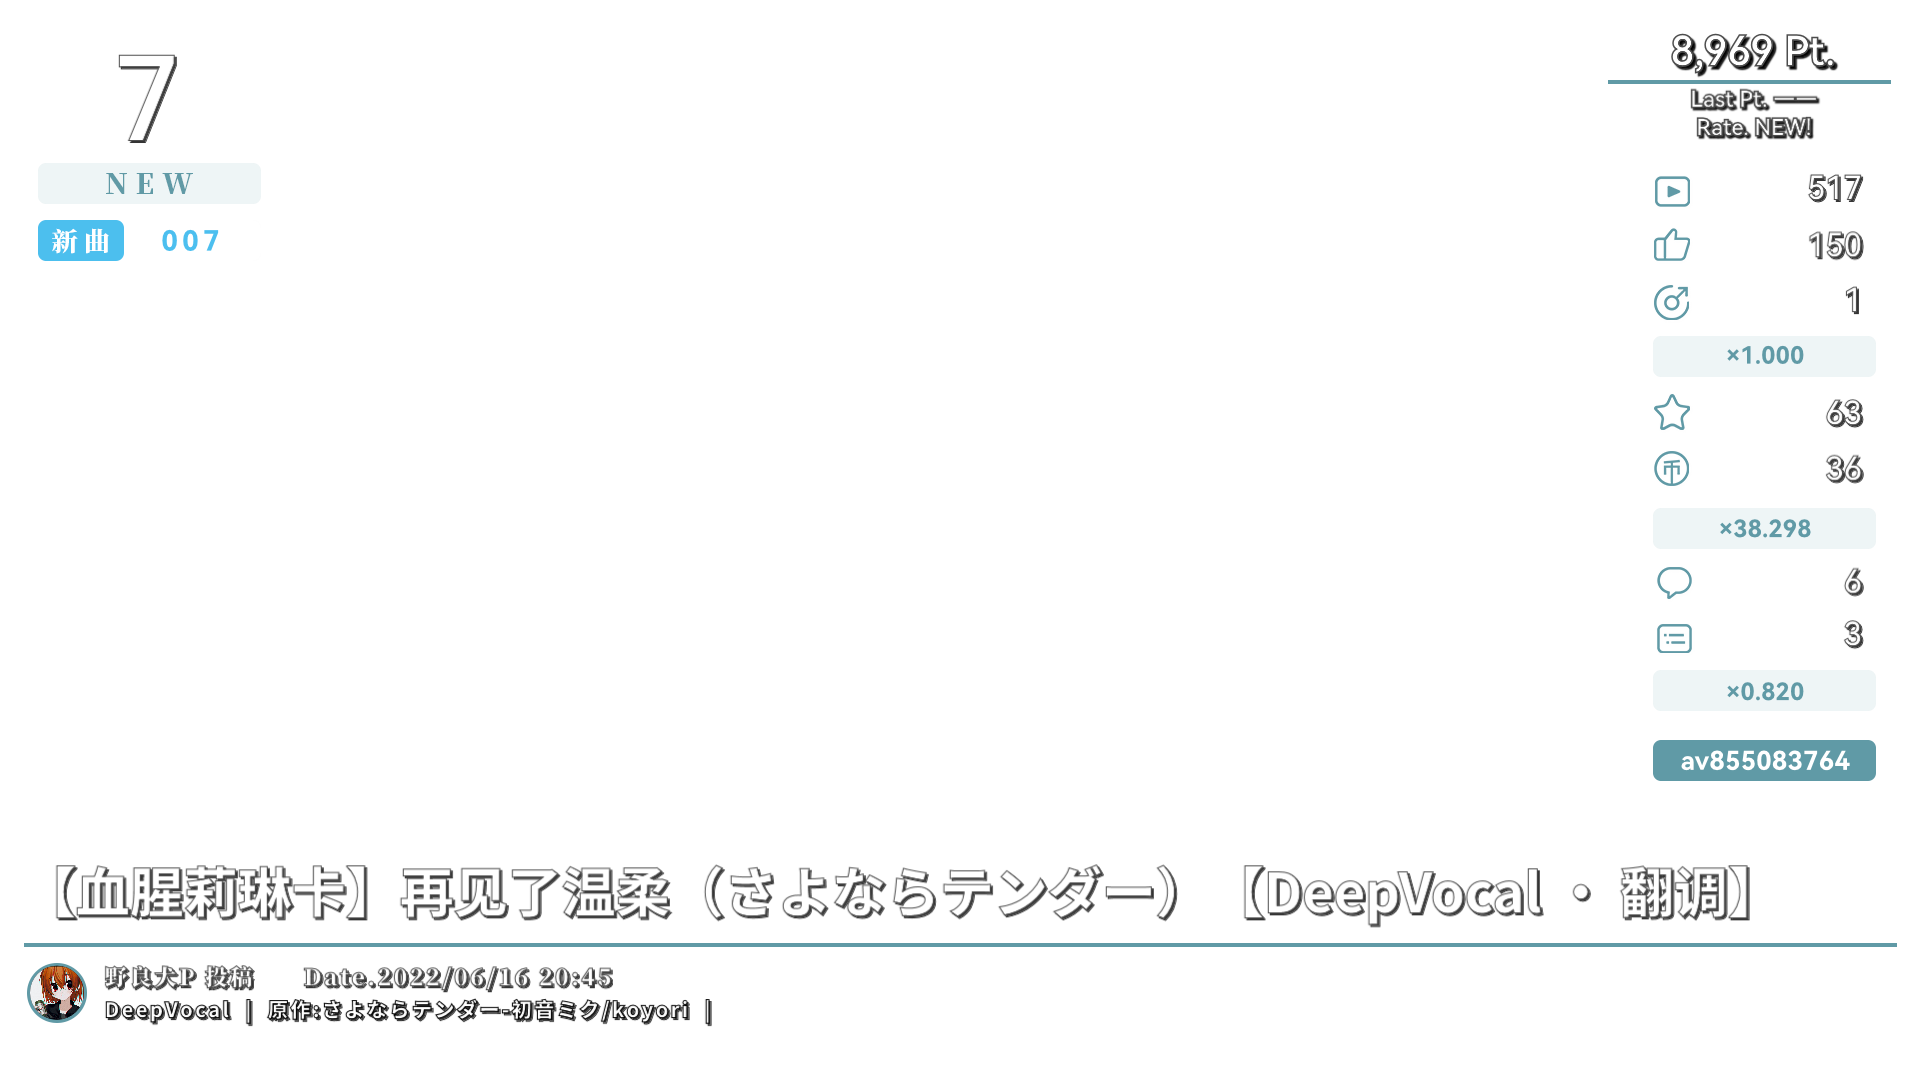 7
NEW
新曲 007
8,969 Pt.
Last Pt. ——
Rate. NEW!
517
150
1
×1.000
63
币 36
×38.298
6
3
×0.820
av855083764
【血腥莉琳卡】再见了温柔（さよならテンダー）【DeepVocal · 翻调】
野良犬P 投稿 Date.2022/06/16 20:45
DeepVocal | 原作:さよならテンダー-初音ミク/koyori |